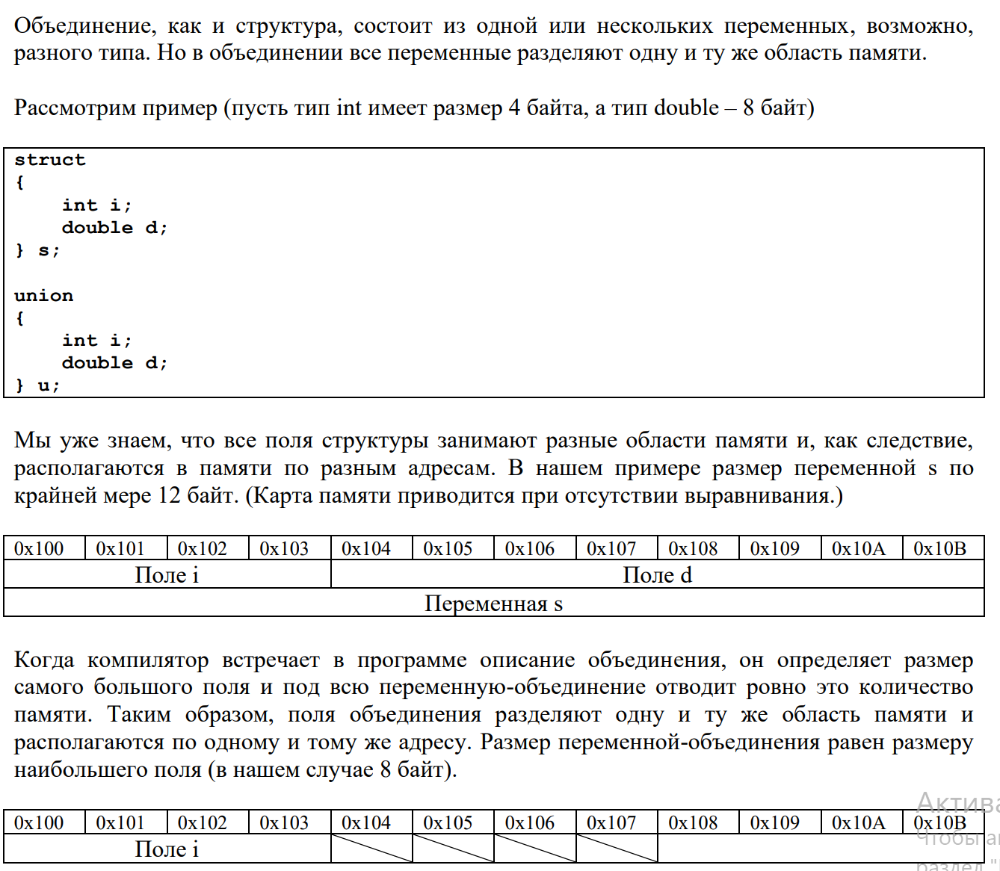 Объединение, как и структура, состоит из одной или нескольких переменных, возможно,
разного типа. Но в объединении все переменные разделяют одну и ту же область памяти.
Рассмотрим пример (пусть тип int имеет размер 4 байта, а тип double – 8 байт)
struct
{
    int i;
    double d;
} s;
union
{
    int i;
    double d;
} u;
Мы уже знаем, что все поля структуры занимают разные области памяти и, как следствие,
располагаются в памяти по разным адресам. В нашем примере размер переменной s по
крайней мере 12 байт. (Карта памяти приводится при отсутствии выравнивания.)
0x100 0x101 0x102 0x103 0x104 0x105 0x106 0x107 0x108 0x109 0x10A 0x10B
Поле i Поле d
Переменная s
Когда компилятор встречает в программе описание объединения, он определяет размер
самого большого поля и под всю переменную-объединение отводит ровно это количество
памяти. Таким образом, поля объединения разделяют одну и ту же область памяти и
располагаются по одному и тому же адресу. Размер переменной-объединения равен размеру
наибольшего поля (в нашем случае 8 байт).
0x100 0x101 0x102 0x103 0x104 0x105 0x106 0x107 0x108 0x109 0x10A 0x10B
Поле i
Актива
Чтобы ак
раздел "